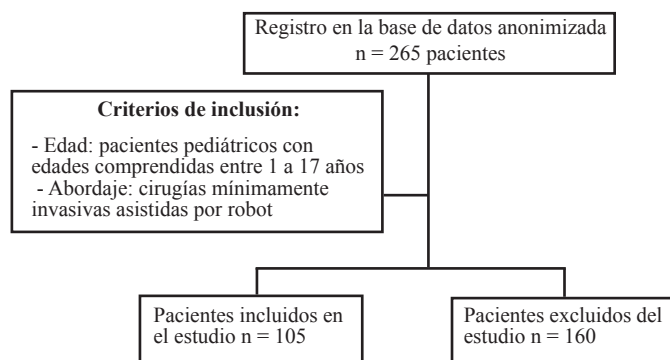 Registro en la base de datos anonimizada
n = 265 pacientes
Criterios de inclusión:
- Edad: pacientes pediátricos con
edades comprendidas entre 1 a 17 años
- Abordaje: cirugías mínimamente
invasivas asistidas por robot
Pacientes incluidos en
el estudio n = 105
Pacientes excluidos del
estudio n = 160